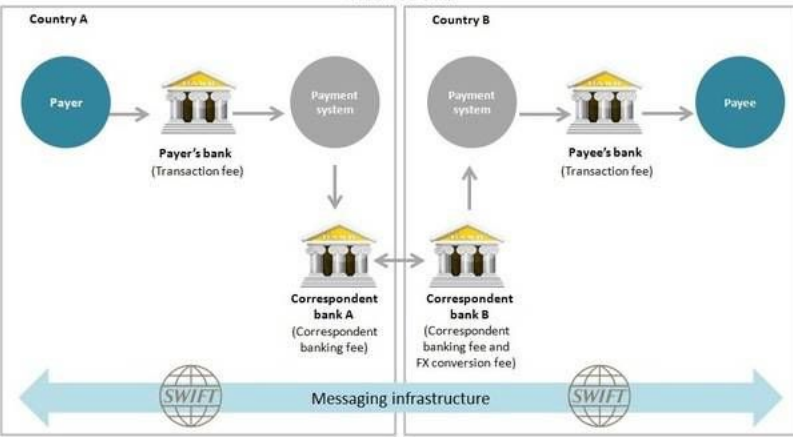 Country A
Country B
Payer
Payer's bank
(Transaction fee)
Payment
system
Payment
system
Payee's bank
(Transaction fee)
Payee
Correspondent
bank A
(Correspondent
banking fee)
Correspondent
bank B
(Correspondent
banking fee and
FX conversion fee)
SWIFT
Messaging infrastructure
SWIFT